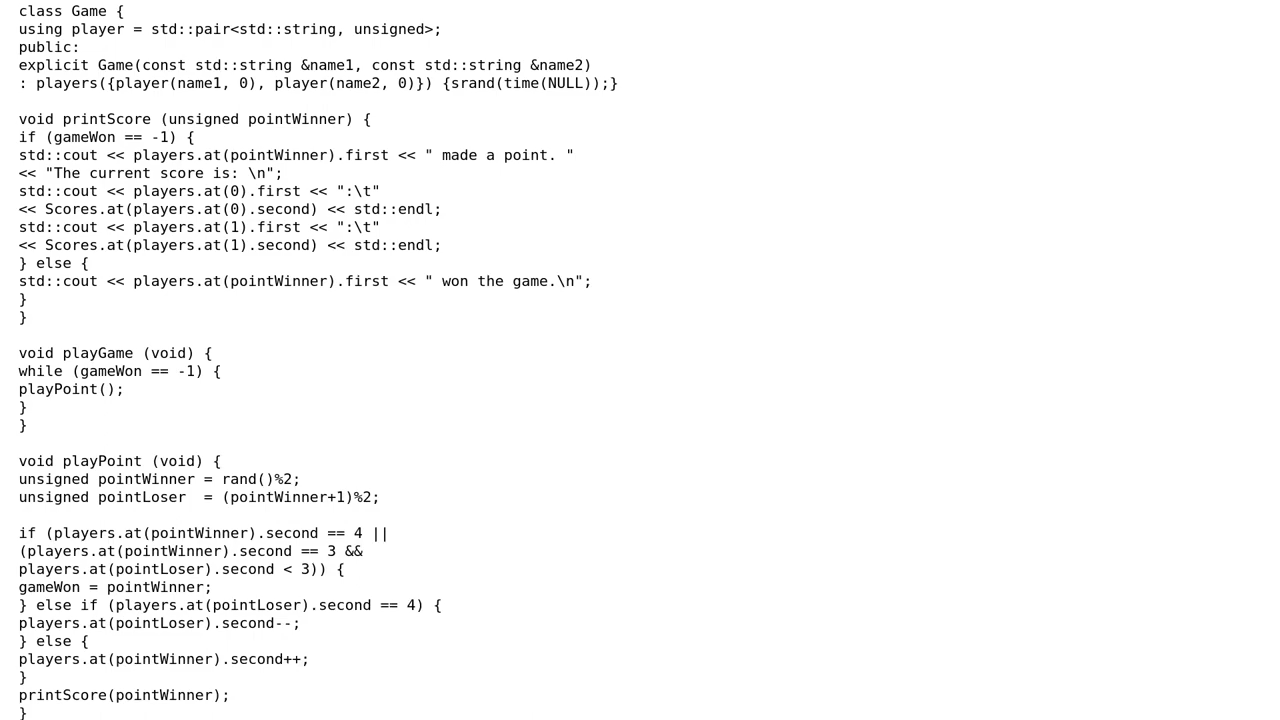 class Game {
using player = std::pair<std::string, unsigned>;
public:
explicit Game(const std::string &name1, const std::string &name2)
: players({player(name1, 0), player(name2, 0)}) {srand(time(NULL));}

void printScore (unsigned pointWinner) {
if (gameWon == -1) {
std::cout << players.at(pointWinner).first << " made a point. "
<< "The current score is: \n";
std::cout << players.at(0).first << ":\t"
<< Scores.at(players.at(0).second) << std::endl;
std::cout << players.at(1).first << ":\t"
<< Scores.at(players.at(1).second) << std::endl;
} else {
std::cout << players.at(pointWinner).first << " won the game.\n";
}
}

void playGame (void) {
while (gameWon == -1) {
playPoint();
}
}

void playPoint (void) {
unsigned pointWinner = rand()%2;
unsigned pointLoser  = (pointWinner+1)%2;

if (players.at(pointWinner).second == 4 ||
(players.at(pointWinner).second == 3 &&
players.at(pointLoser).second < 3)) {
gameWon = pointWinner;
} else if (players.at(pointLoser).second == 4) {
players.at(pointLoser).second--;
} else {
players.at(pointWinner).second++;
}
printScore(pointWinner);
}